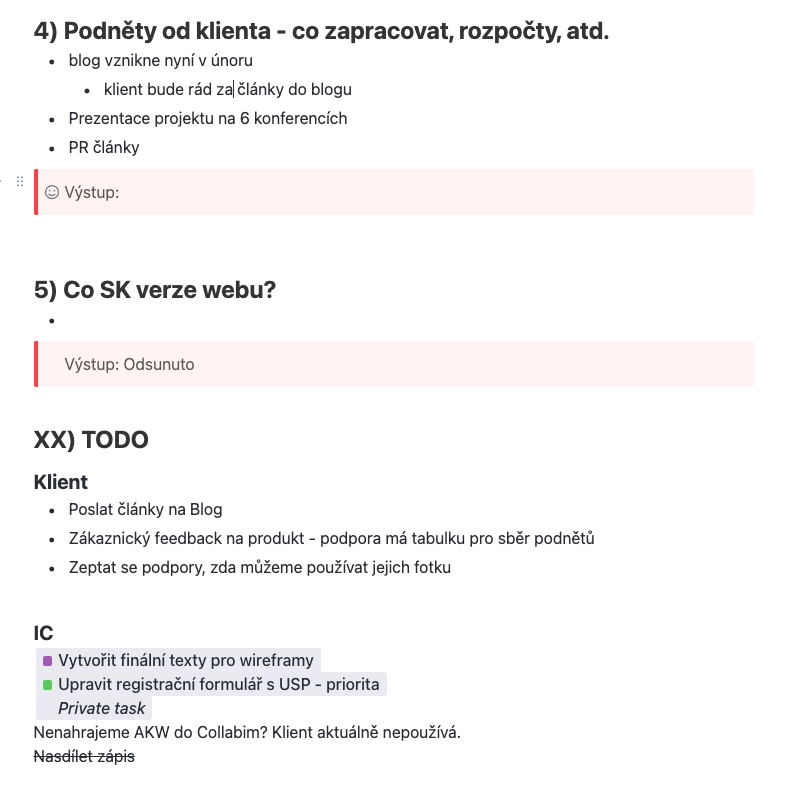 4) Podněty od klienta - co zapracovat, rozpočty, atd.
blog vznikne nyní v únoru
klient bude rád za články do blogu
Prezentace projektu na 6 konferencích
PR články
Výstup:
5) Co SK verze webu?
Výstup: Odsunuto
XX) TODO
Klient
Poslat články na Blog
Zákaznický feedback na produkt - podpora má tabulku pro sběr podnětů
Zeptat se podpory, zda můžeme používat jejich fotku
IC
Vytvořit finální texty pro wireframy
Upravit registrační formulář s USP - priorita
Private task
Nenahrajeme AKW do Collabim? Klient aktuálně nepoužívá.
Nasdílet zápis